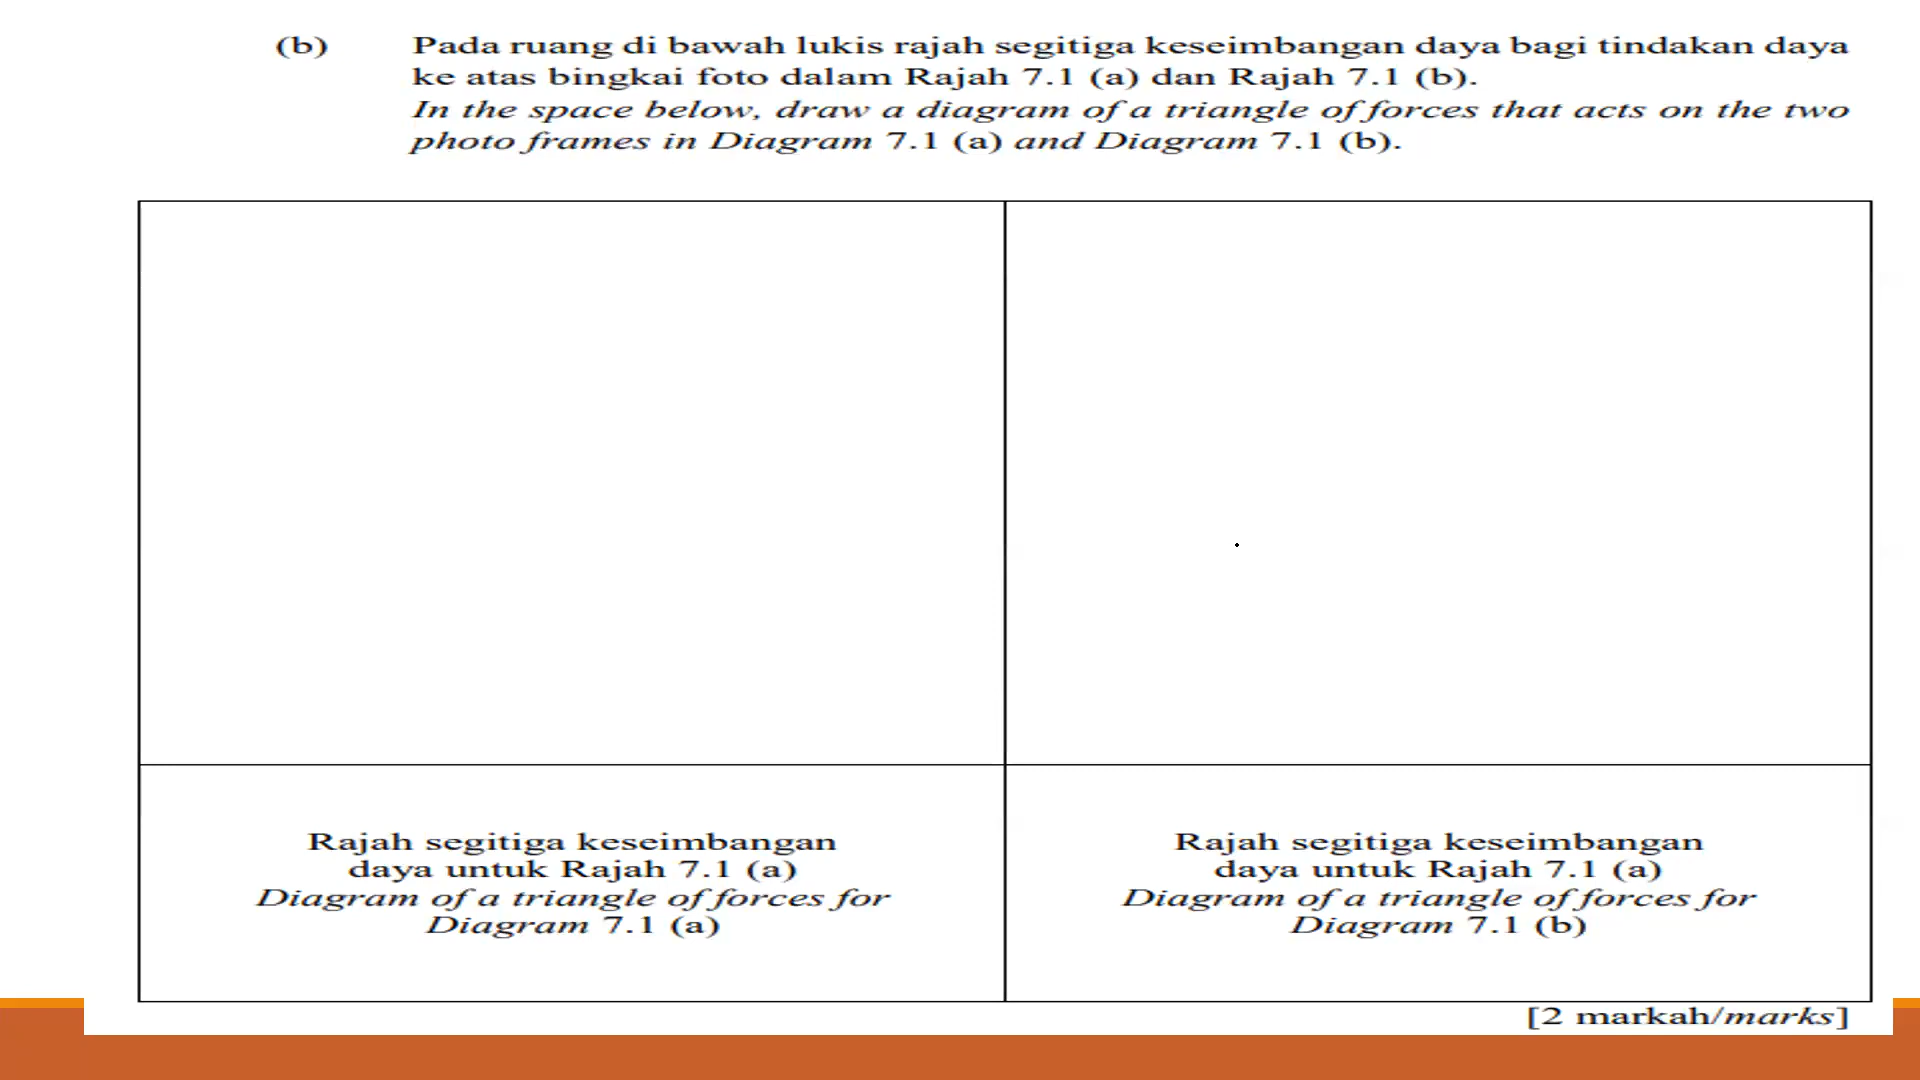 (b) Pada ruang di bawah lukis rajah segitiga keseimbangan daya bagi tindakan daya
ke atas bingkai foto dalam Rajah 7.1 (a) dan Rajah 7.1 (b).
In the space below, draw a diagram of a triangle of forces that acts on the two
photo frames in Diagram 7.1 (a) and Diagram 7.1 (b).
Rajah segitiga keseimbangan
daya untuk Rajah 7.1 (a)
Diagram of a triangle of forces for
Diagram 7.1 (a)
Rajah segitiga keseimbangan
daya untuk Rajah 7.1 (a)
Diagram of a triangle of forces for
Diagram 7.1 (b)
[2 markah/marks]